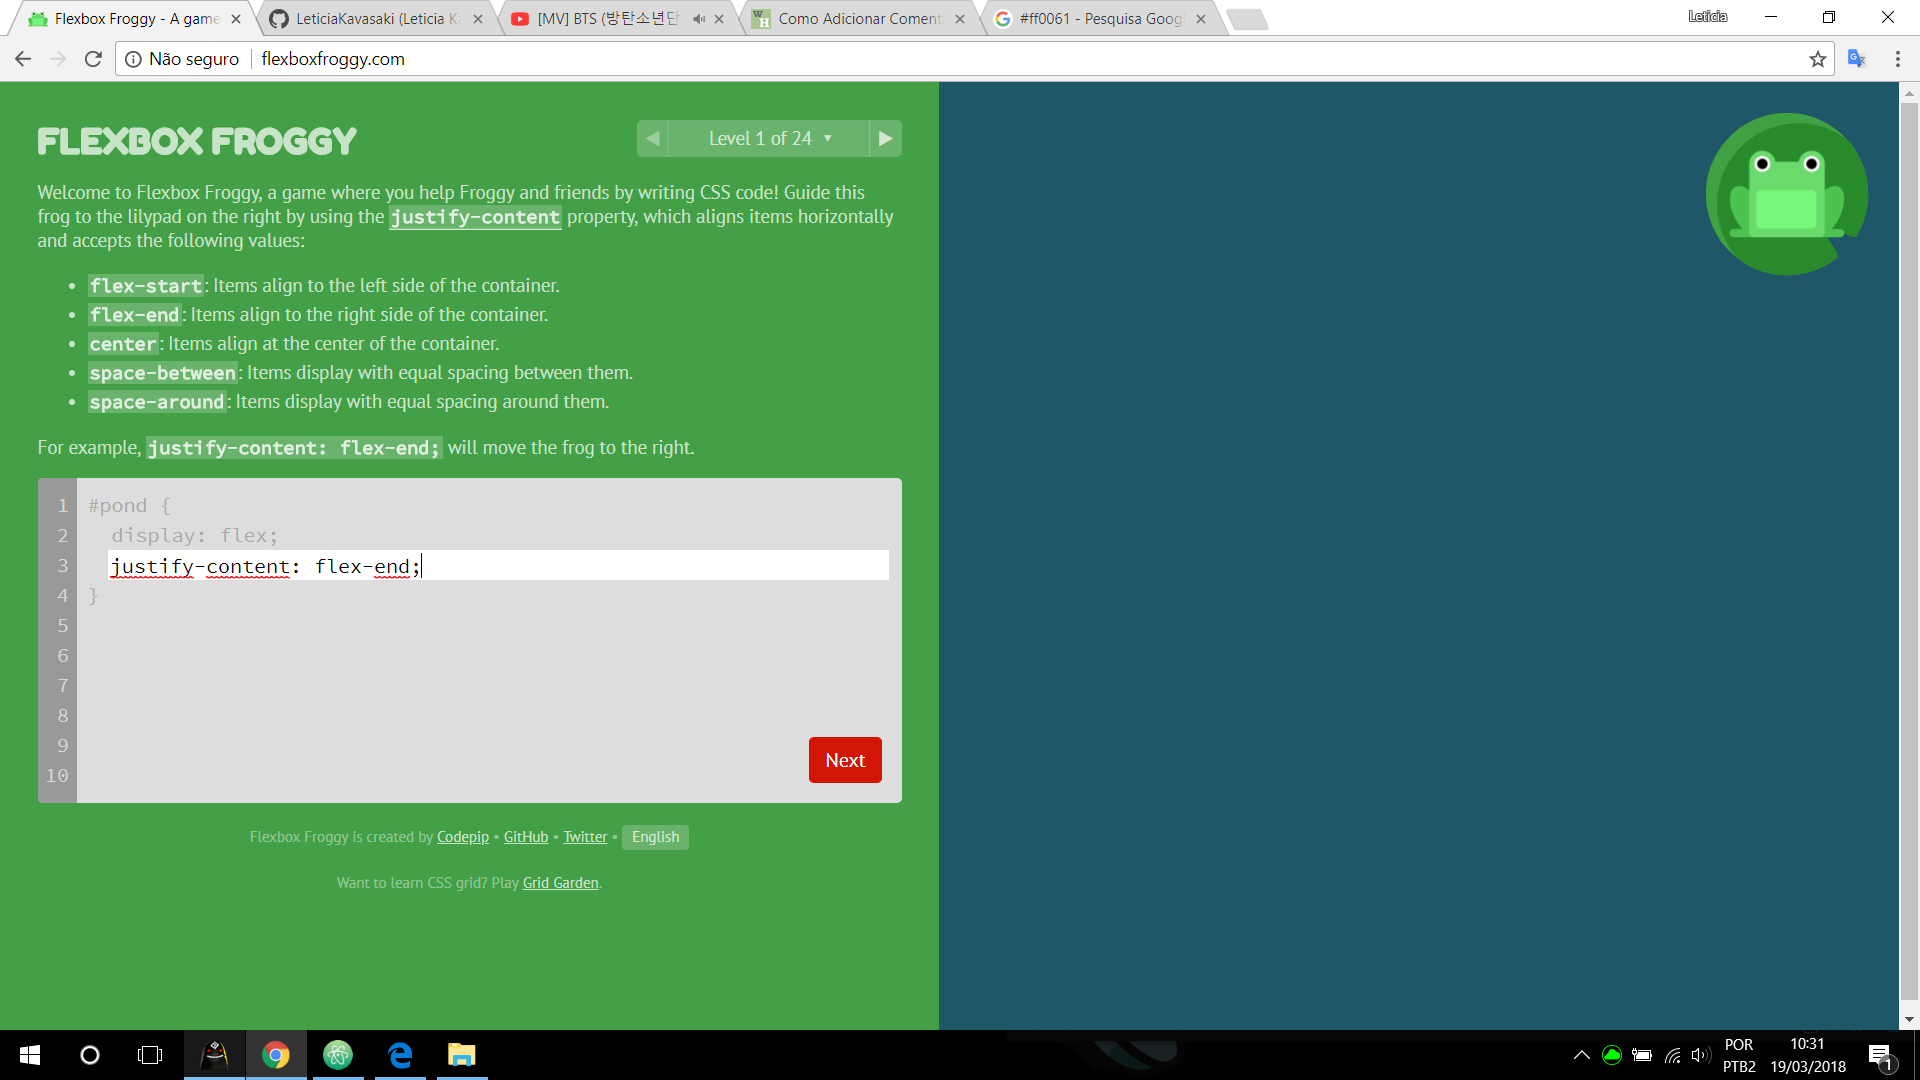 Flexbox Froggy - A game
LeticiaKavasaki (Leticia K
[MV] BTS (방탄소년단
Como Adicionar Coment
#ff0061 - Pesquisa Goog
Leticia
Não seguro
flexboxfroggy.com
FLEXBOX FROGGY
Level 1 of 24 ▼
Welcome to Flexbox Froggy, a game where you help Froggy and friends by writing CSS code! Guide this
frog to the lilypad on the right by using the justify-content property, which aligns items horizontally
and accepts the following values:
• flex-start: Items align to the left side of the container.
• flex-end: Items align to the right side of the container.
• center: Items align at the center of the container.
• space-between: Items display with equal spacing between them.
• space-around: Items display with equal spacing around them.
For example, justify-content: flex-end; will move the frog to the right.
1 #pond {
2 display: flex;
3 justify-content: flex-end;
4 }
5
6
7
8
9
10
Next
Flexbox Froggy is created by Codepip • GitHub • Twitter • English
Want to learn CSS grid? Play Grid Garden.
POR
PTB2
10:31
19/03/2018
1